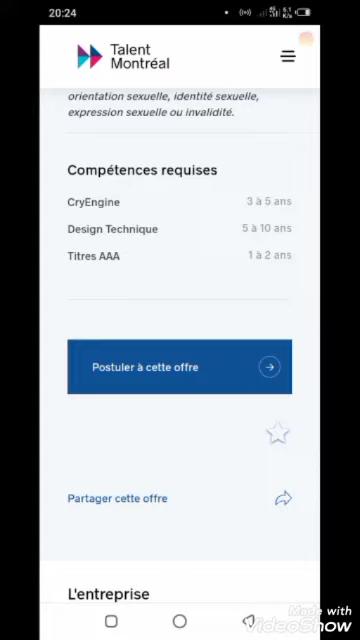 20:24
5,1
K/s
Talent
Montréal
orientation sexuelle, identité sexuelle,
expression sexuelle ou invalidité.
Compétences requises
CryEngine 3 à 5 ans
Design Technique 5 à 10 ans
Titres AAA 1 à 2 ans
Postuler à cette offre
Partager cette offre
L'entreprise
Made with
VideoShow